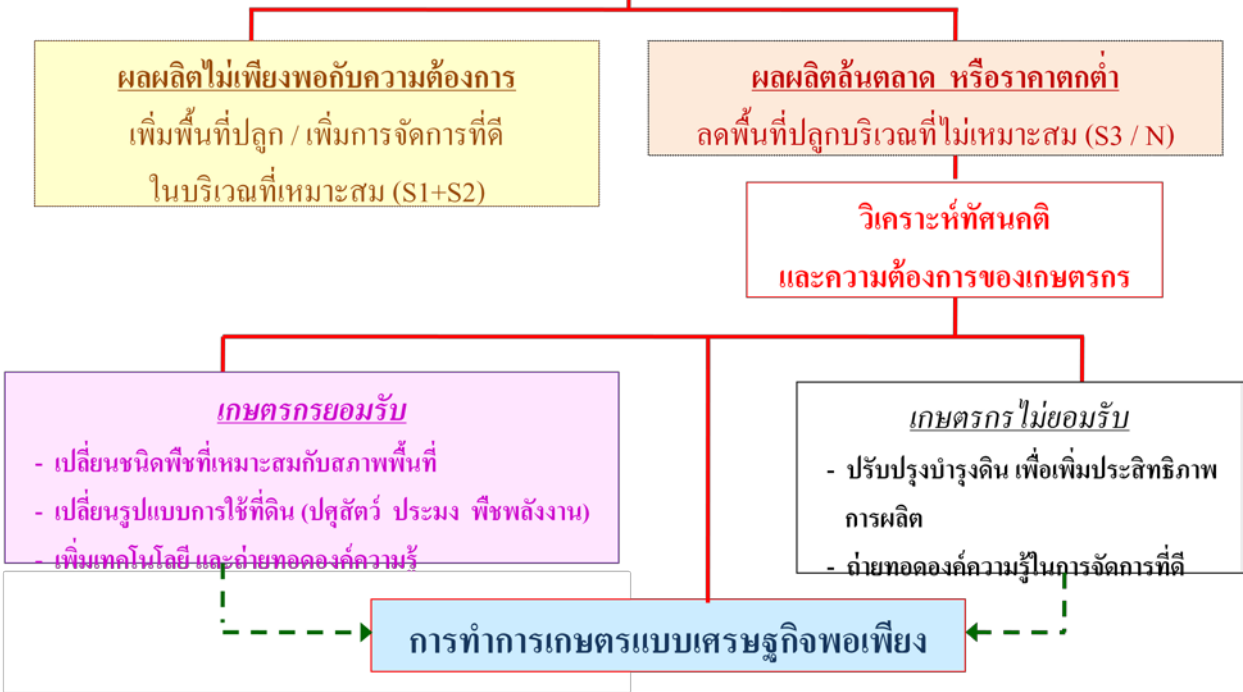 ผลผลิตไม่เพียงพอกับความต้องการ
เพิ่มพื้นที่ปลูก / เพิ่มการจัดการที่ดี
ในบริเวณที่เหมาะสม (S1+S2)
ผลผลิตล้นตลาด หรือราคาตกต่ำ
ลดพื้นที่ปลูกบริเวณที่ไม่เหมาะสม (S3 / N)
วิเคราะห์ทัศนคติ
และความต้องการของเกษตรกร
เกษตรกรยอมรับ
- เปลี่ยนชนิดพืชที่เหมาะสมกับสภาพพื้นที่
- เปลี่ยนรูปแบบการใช้ที่ดิน (ปศุสัตว์ ประมง พืชพลังงาน)
- เพิ่มเทคโนโลยี และถ่ายทอดองค์ความรู้
เกษตรกรไม่ยอมรับ
- ปรับปรุงบำรุงดิน เพื่อเพิ่มประสิทธิภาพ
การผลิต
- ถ่ายทอดองค์ความรู้ในการจัดการที่ดี
การทำการเกษตรแบบเศรษฐกิจพอเพียง